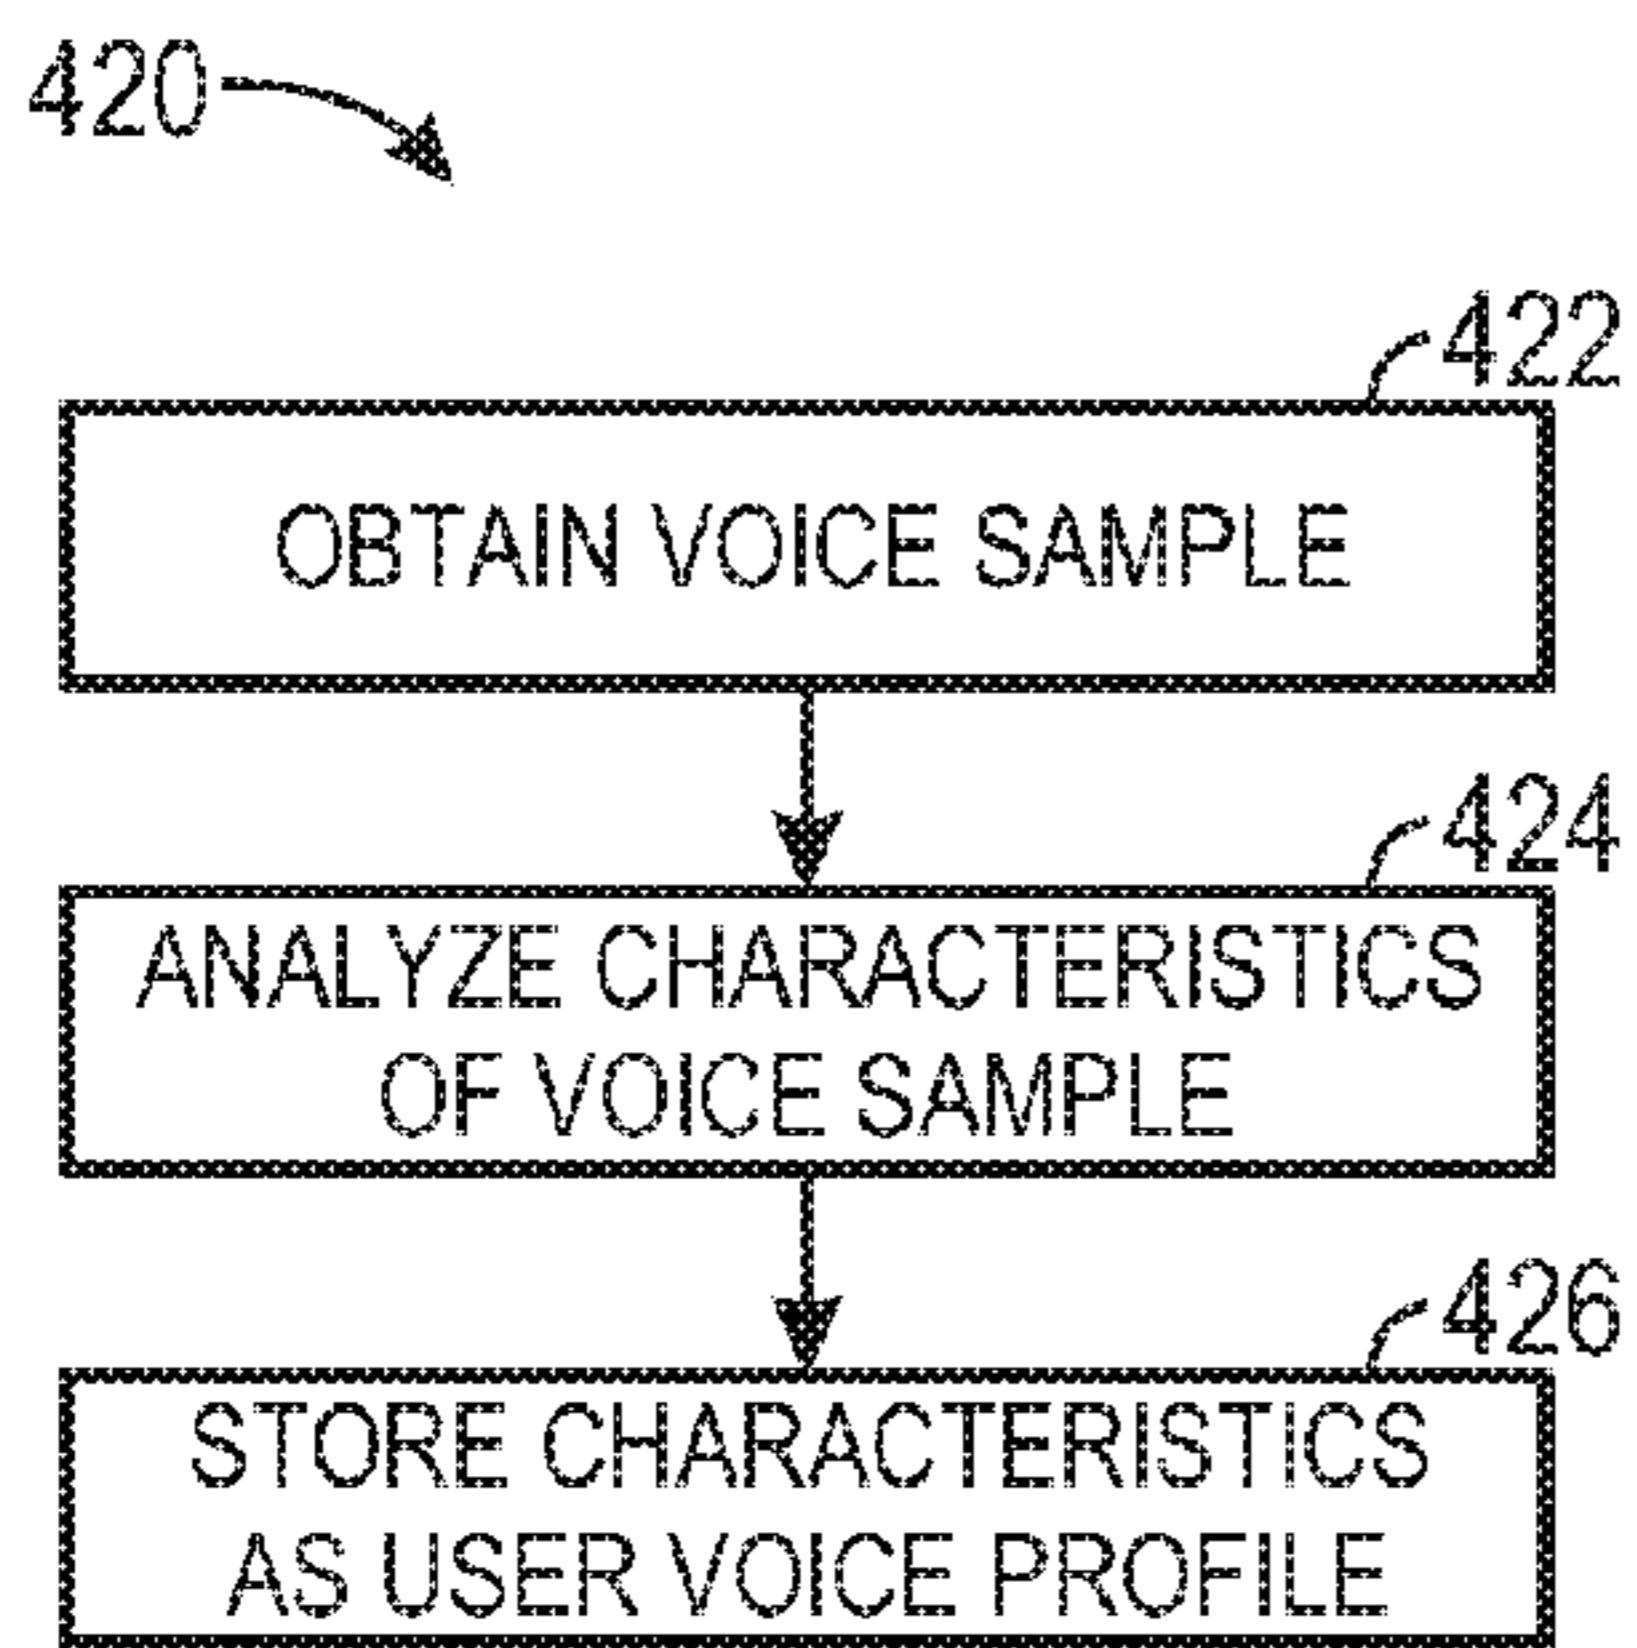 420
422
OBTAIN VOICE SAMPLE
424
ANALYZE CHARACTERISTICS
OF VOICE SAMPLE
426
STORE CHARACTERISTICS
AS USER VOICE PROFILE